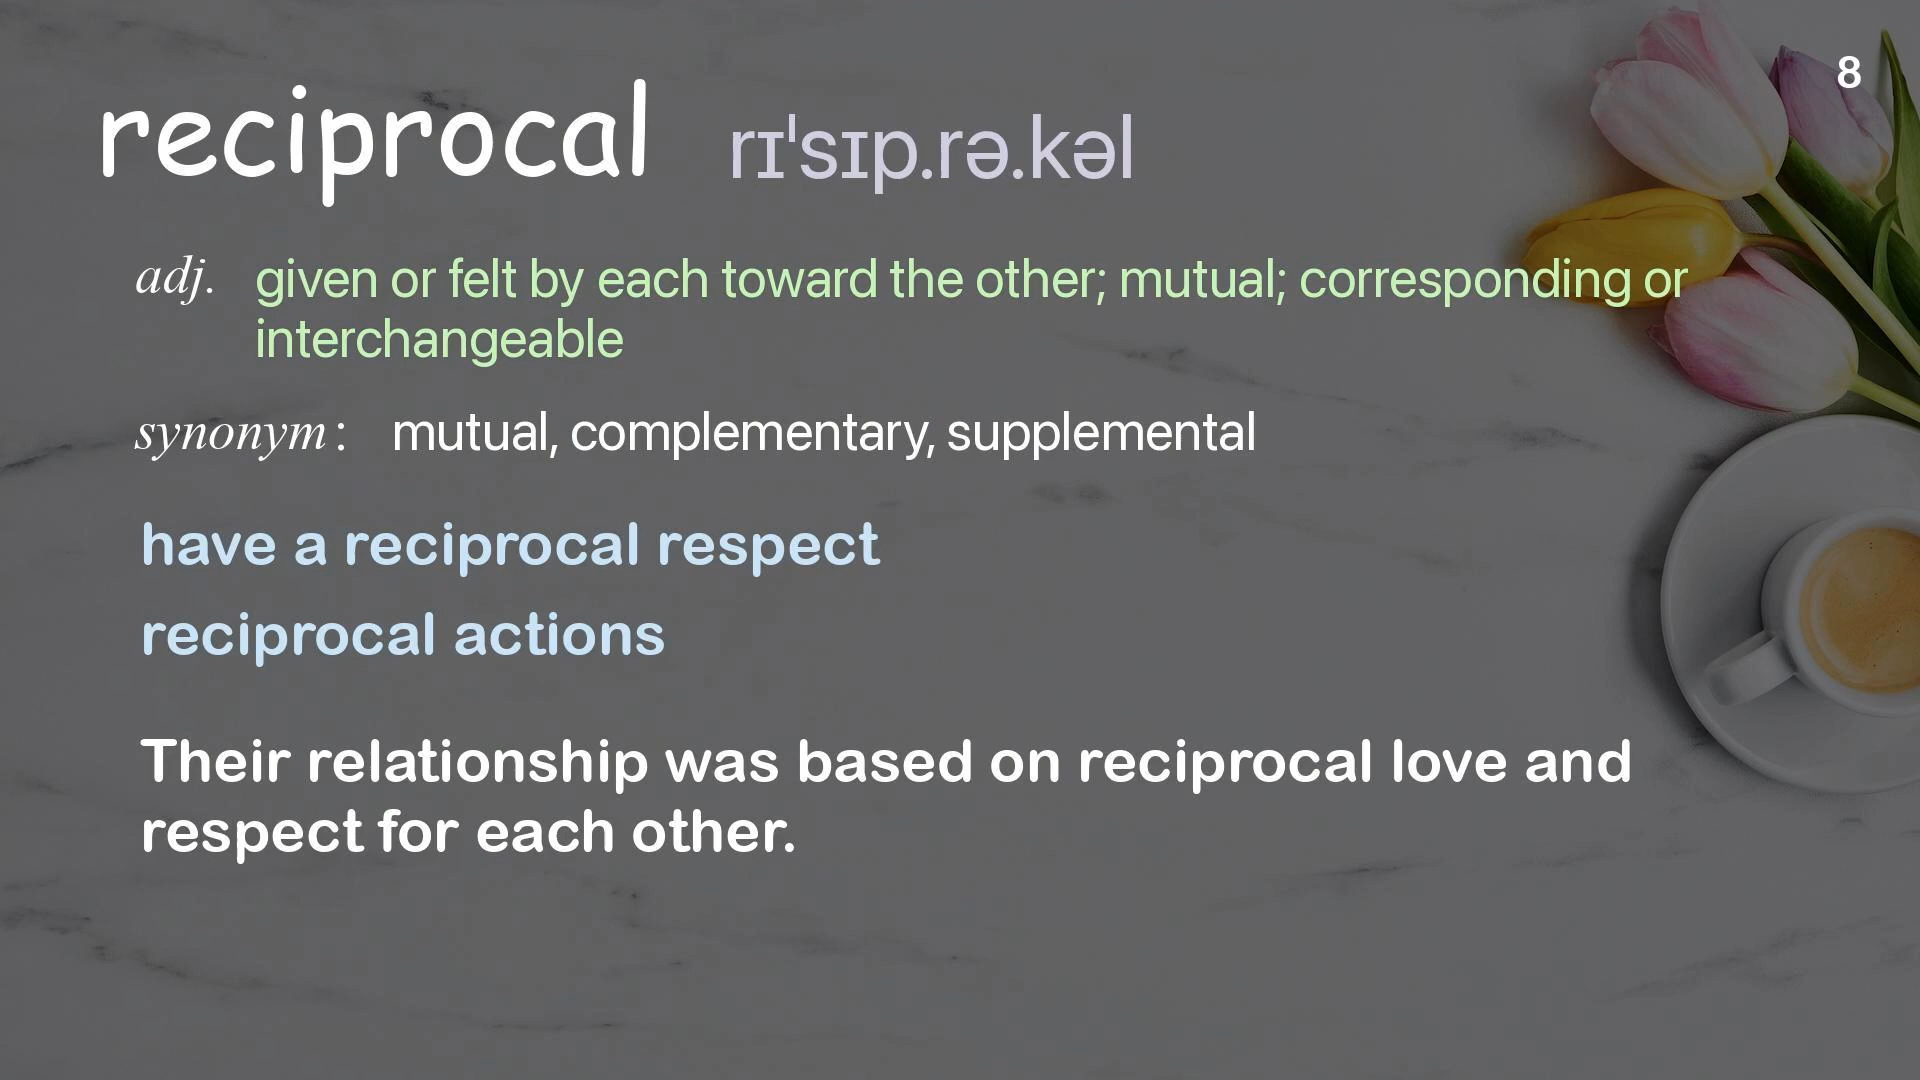 8
reciprocal rɪˈsɪp.rə.kəl
adj. given or felt by each toward the other; mutual; corresponding or
interchangeable
synonym: mutual, complementary, supplemental
have a reciprocal respect
reciprocal actions
Their relationship was based on reciprocal love and
respect for each other.